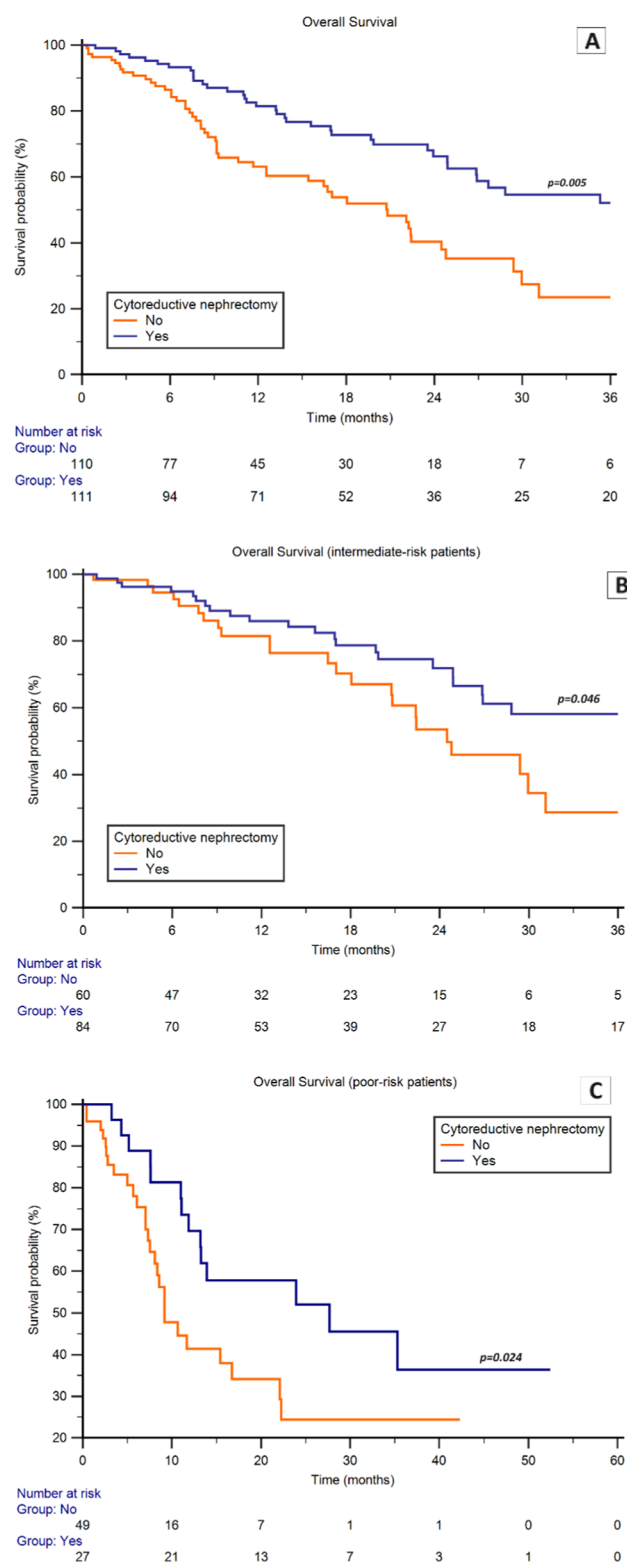 Overall Survival
A
100
80
60
40
20
0
Survival probability (%)
p=0.005
Cytoreductive nephrectomy
No
Yes
0 6 12 18 24 30 36
Time (months)
Number at risk
Group: No
110 77 45 30 18 7 6
Group: Yes
111 94 71 52 36 25 20
Overall Survival (intermediate-risk patients)
B
100
80
60
40
20
0
Survival probability (%)
p=0.046
Cytoreductive nephrectomy
No
Yes
0 6 12 18 24 30 36
Time (months)
Number at risk
Group: No
60 47 32 23 15 6 5
Group: Yes
84 70 53 39 27 18 17
Overall Survival (poor-risk patients)
C
100
90
80
70
60
50
40
30
20
Survival probability (%)
Cytoreductive nephrectomy
No
Yes
p=0.024
0 10 20 30 40 50 60
Time (months)
Number at risk
Group: No
49 16 7 1 1 0 0
Group: Yes
27 21 13 7 3 1 0